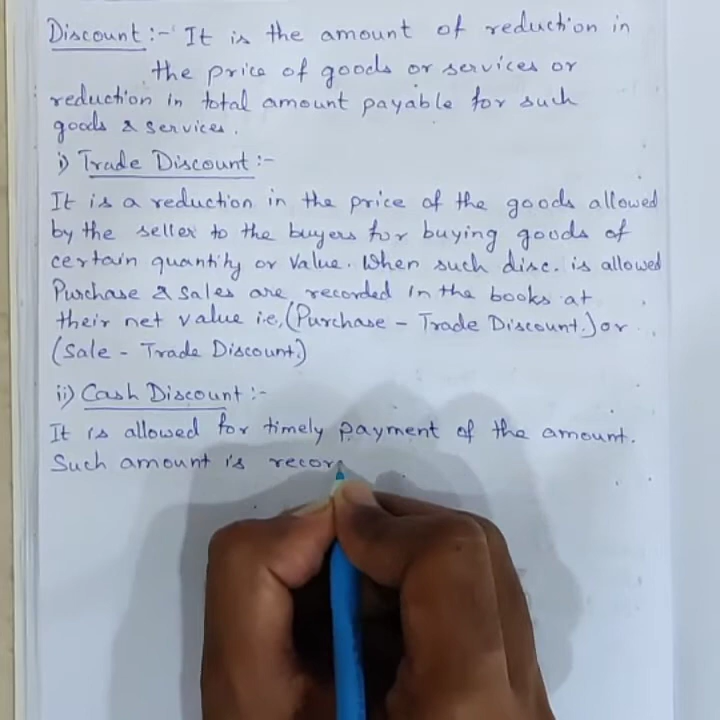 Discount :- It is the amount of reduction in
the price of goods or services or
reduction in total amount payable for such
goods & services.
i) Trade Discount :-
It is a reduction in the price of the goods allowed
by the seller to the buyers for buying goods of
certain quantity or value. When such disc. is allowed
Purchase & Sales are recorded in the books at
their net value i.e, (Purchase - Trade Discount.) or
(Sale - Trade Discount.)
ii) Cash Discount :-
It is allowed for timely payment of the amount.
Such amount is recor